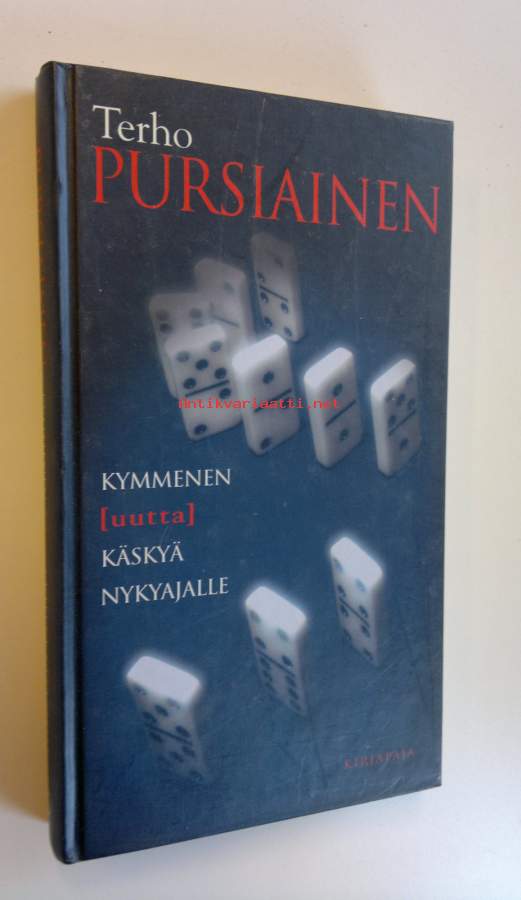 Terho
PURSIAINEN
Antikvariaatti.net
KYMMENEN
[uutta]
KÄSKYÄ
NYKYAJALLE
KIRJAPAJA